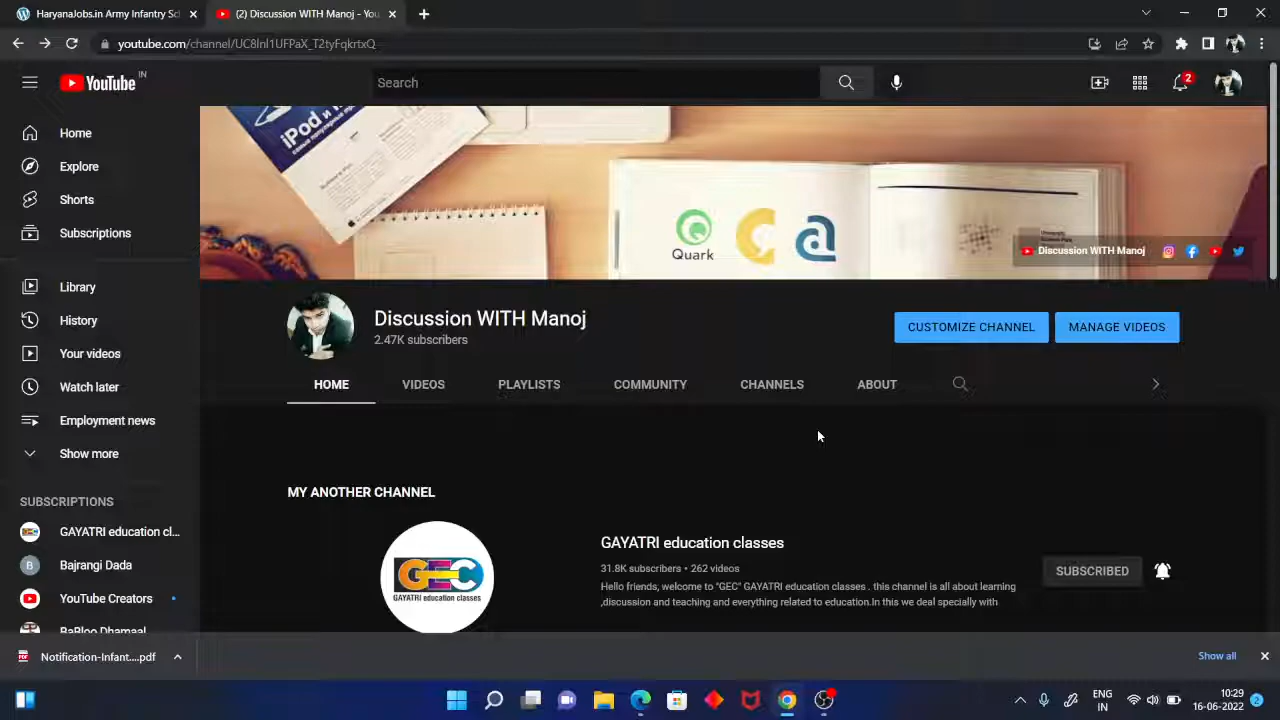 HaryanaJobs.in Army Infantry Sc
(2) Discussion WITH Manoj - You
youtube.com/channel/UC8lnl1UFPaX_T2tyFqkrtxQ
YouTube IN
Search
2
Home
Explore
Shorts
Subscriptions
Library
History
Your videos
Watch later
Employment news
Show more
SUBSCRIPTIONS
GAYATRI education cl...
Bajrangi Dada
YouTube Creators
BaBloo Dhamaal
iPod и
Quark
Discussion WITH Manoj
Discussion WITH Manoj
2.47K subscribers
CUSTOMIZE CHANNEL
MANAGE VIDEOS
HOME VIDEOS PLAYLISTS COMMUNITY CHANNELS ABOUT
MY ANOTHER CHANNEL
GEC
GAYATRI education classes
GAYATRI education classes
31.8K subscribers • 262 videos
Hello friends, welcome to "GEC" GAYATRI education classes.. this channel is all about learning
,discussion and teaching and everything related to education.In this we deal specially with
SUBSCRIBED
Notification-Infant....pdf
Show all
ENG
IN
10:29
16-06-2022
2